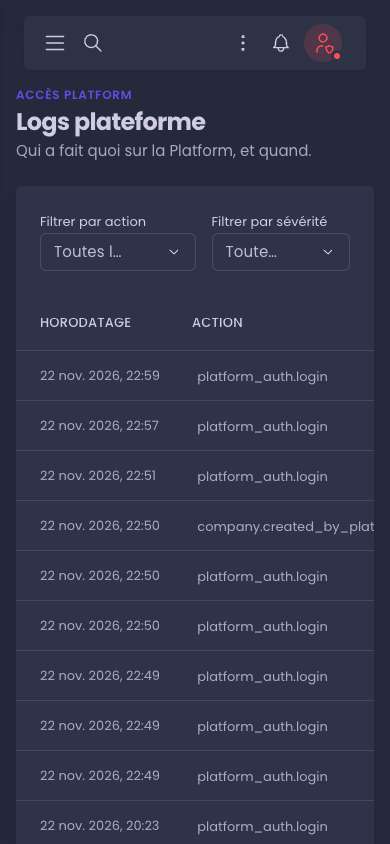 ACCÈS PLATFORM
Logs plateforme
Qui a fait quoi sur la Platform, et quand.
Filtrer par action Filtrer par sévérité
Toutes l... Toute...
HORODATAGE ACTION
22 nov. 2026, 22:59 platform_auth.login
22 nov. 2026, 22:57 platform_auth.login
22 nov. 2026, 22:51 platform_auth.login
22 nov. 2026, 22:50 company.created_by_plat
22 nov. 2026, 22:50 platform_auth.login
22 nov. 2026, 22:50 platform_auth.login
22 nov. 2026, 22:49 platform_auth.login
22 nov. 2026, 22:49 platform_auth.login
22 nov. 2026, 22:49 platform_auth.login
22 nov. 2026, 20:23 platform_auth.login